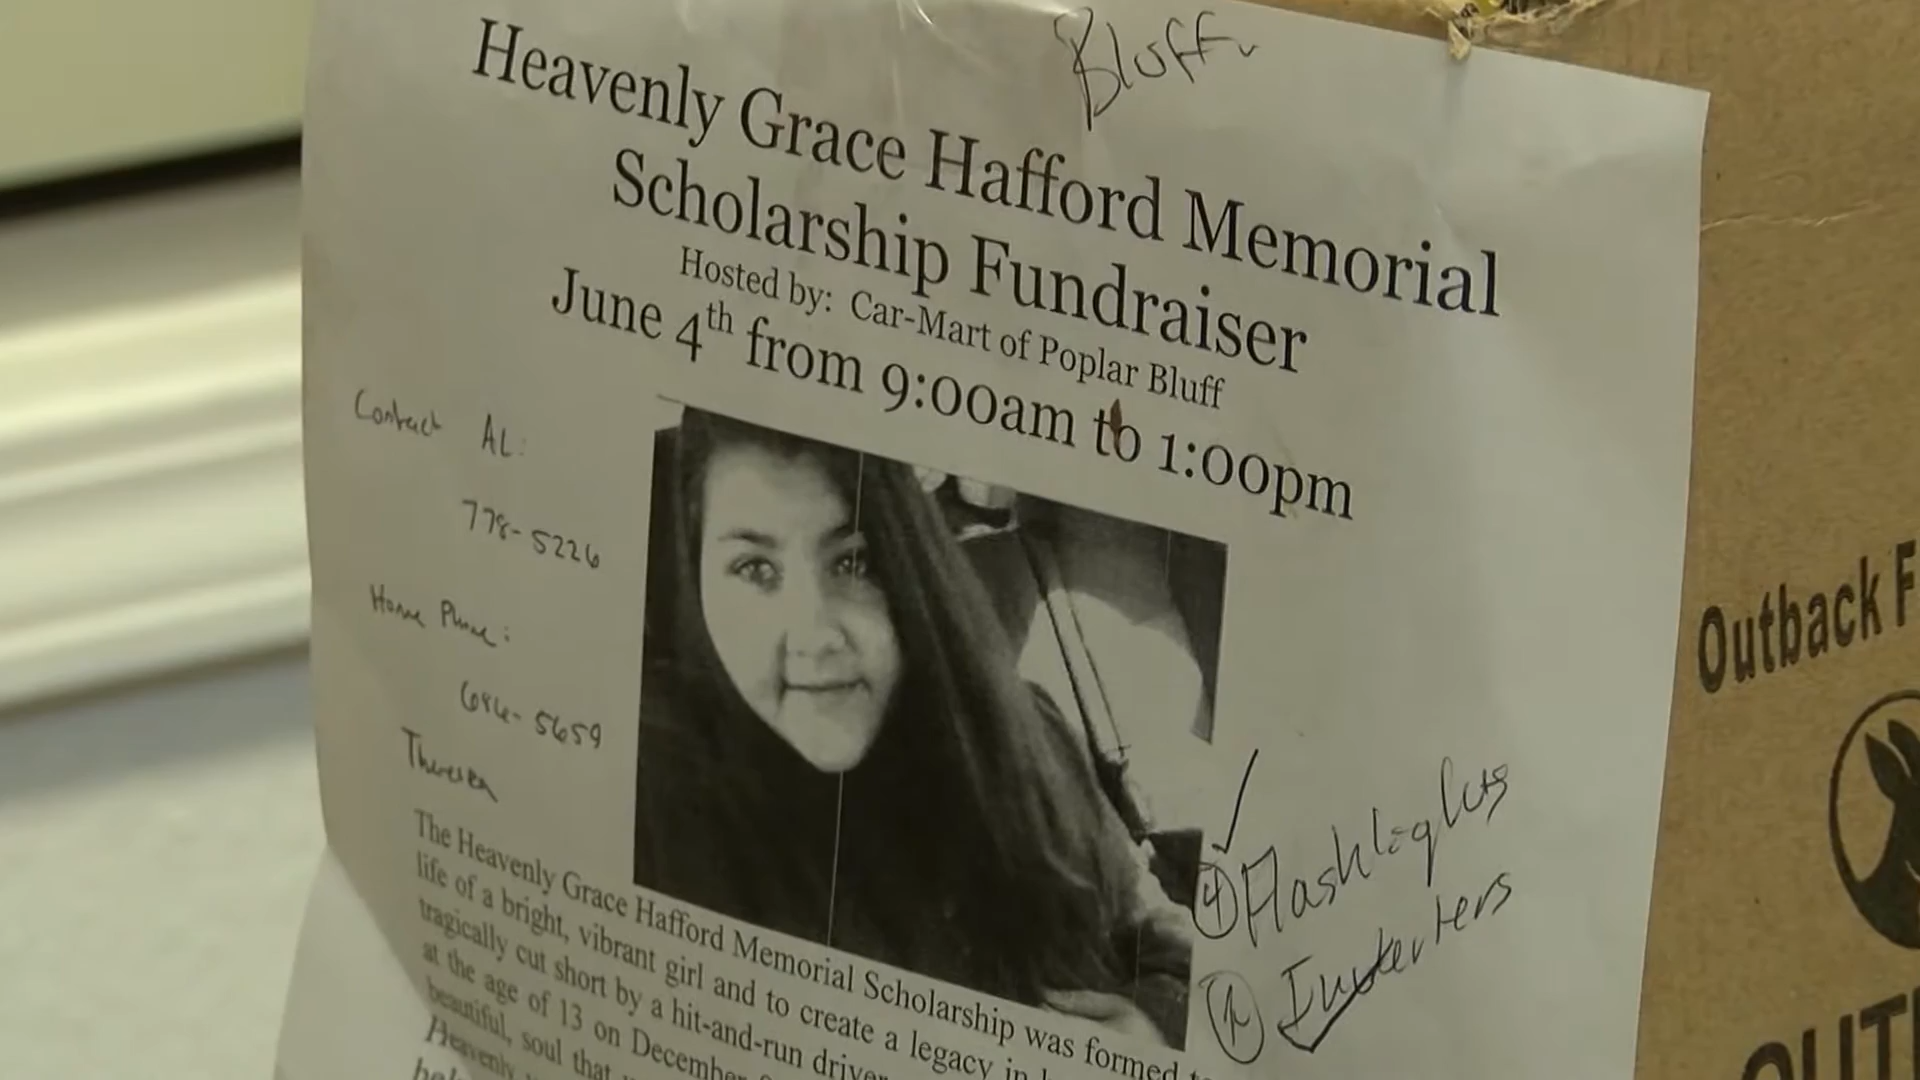 Bluff
Heavenly Grace Hafford Memorial
Scholarship Fundraiser
Hosted by: Car-Mart of Poplar Bluff
June 4th from 9:00am to 1:00pm
Contact AL:
778-5226
Home Phone:
686-5659
Theresa
④ Flashlights
Inverters
The Heavenly Grace Hafford Memorial Scholarship was formed
life of a bright, vibrant girl and to create a legacy in
tragically cut short by a hit-and-run driver
at the age of 13 on December
beautiful, soul that
Heavenly
Outback F
OUT